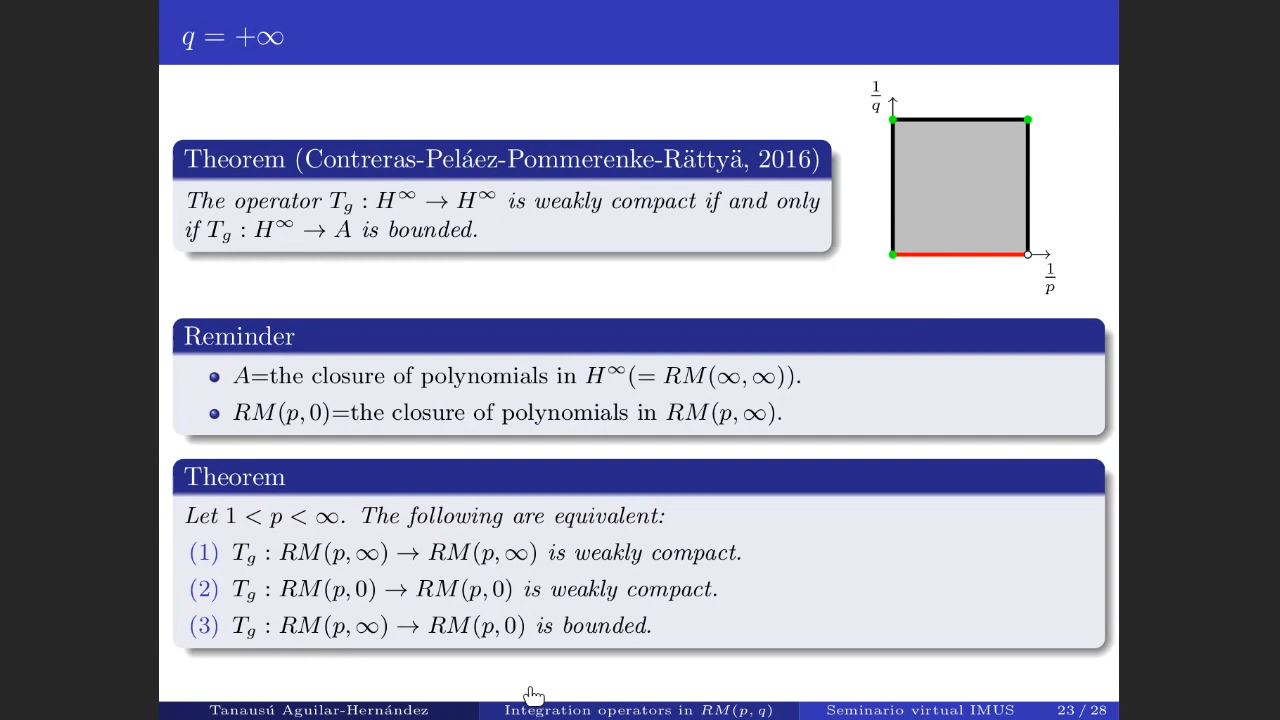 q = +∞
1/q
Theorem (Contreras-Peláez-Pommerenke-Rättyä, 2016)
The operator T_g : H^∞ → H^∞ is weakly compact if and only
if T_g : H^∞ → A is bounded.
1/p
Reminder
A=the closure of polynomials in H^∞(= RM(∞, ∞)).
RM(p, 0)=the closure of polynomials in RM(p, ∞).
Theorem
Let 1 < p < ∞. The following are equivalent:
(1) T_g : RM(p, ∞) → RM(p, ∞) is weakly compact.
(2) T_g : RM(p, 0) → RM(p, 0) is weakly compact.
(3) T_g : RM(p, ∞) → RM(p, 0) is bounded.
Tanausú Aguilar-Hernández Integration operators in RM(p, q) Seminario virtual IMUS 23 / 28